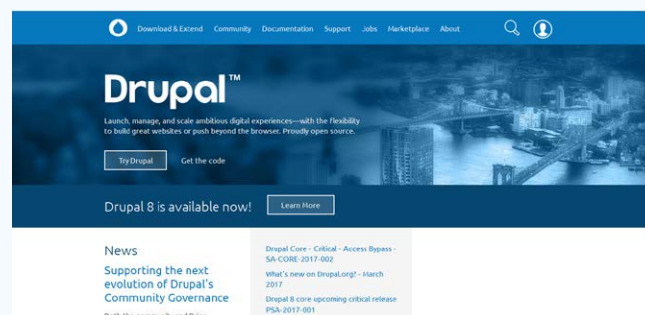 Download & Extend Community Documentation Support Jobs Marketplace About
Drupal™
Launch, manage, and scale ambitious digital experiences—with the flexibility
to build great websites or push beyond the browser. Proudly open source.
Try Drupal Get the code
Drupal 8 is available now! Learn More
News
Supporting the next
evolution of Drupal's
Community Governance
Drupal Core - Critical - Access Bypass -
SA-CORE-2017-002
What's new on Drupal.org? - March
2017
Drupal 8 core upcoming critical release
PSA-2017-001